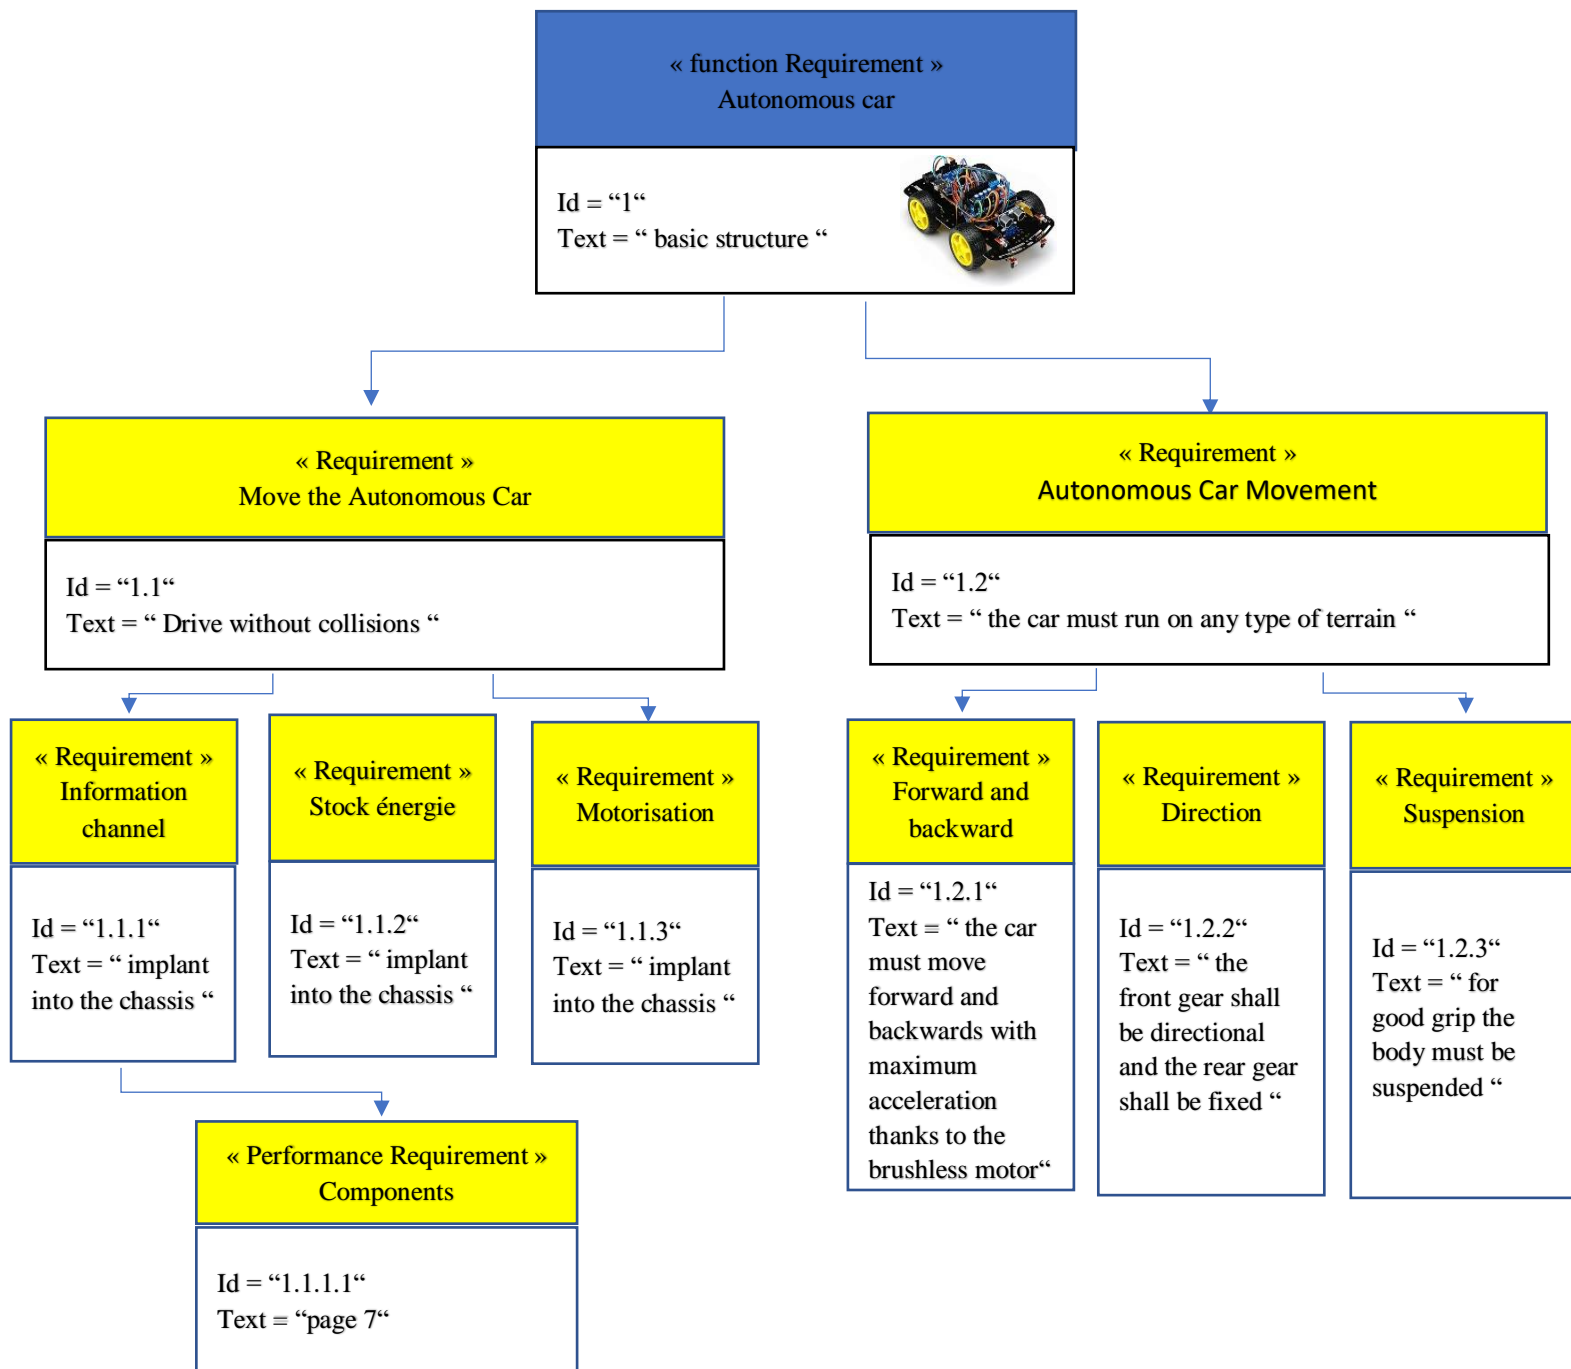 « function Requirement »
Autonomous car
Id = “1“
Text = “ basic structure “
« Requirement »
Move the Autonomous Car
Id = “1.1“
Text = “ Drive without collisions “
« Requirement »
Autonomous Car Movement
Id = “1.2“
Text = “ the car must run on any type of terrain “
« Requirement »
Information
channel
Id = “1.1.1“
Text = “ implant
into the chassis “
« Requirement »
Stock énergie
Id = “1.1.2“
Text = “ implant
into the chassis “
« Requirement »
Motorisation
Id = “1.1.3“
Text = “ implant
into the chassis “
« Requirement »
Forward and
backward
Id = “1.2.1“
Text = “ the car
must move
forward and
backwards with
maximum
acceleration
thanks to the
brushless motor“
« Requirement »
Direction
Id = “1.2.2“
Text = “ the
front gear shall
be directional
and the rear gear
shall be fixed “
« Requirement »
Suspension
Id = “1.2.3“
Text = “ for
good grip the
body must be
suspended “
« Performance Requirement »
Components
Id = “1.1.1.1“
Text = “page 7“